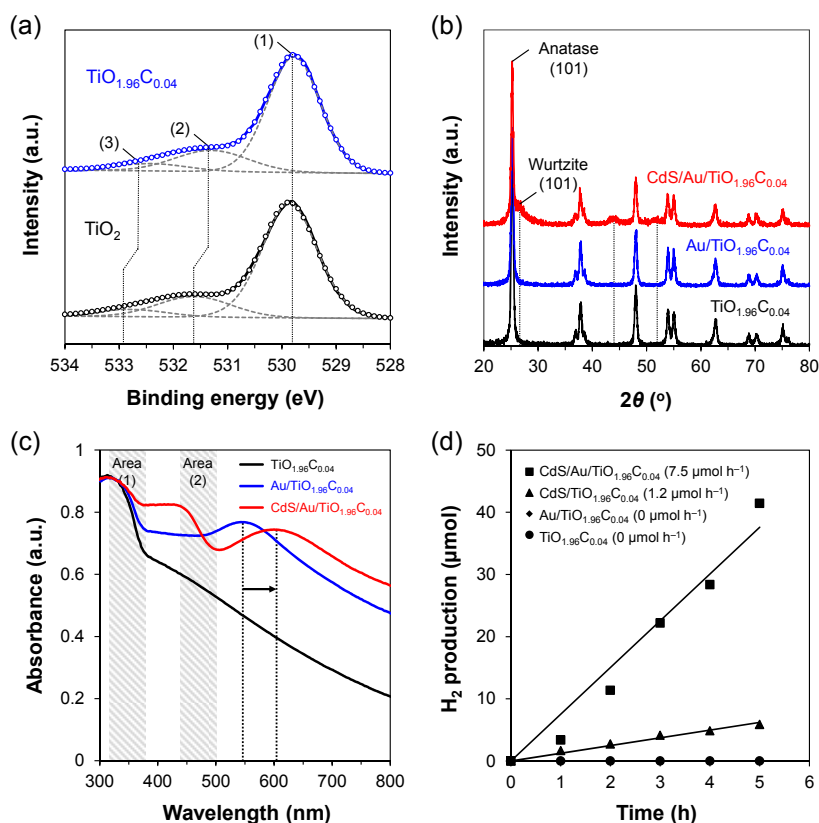 (a)
TiO1.96C0.04
(1)
(2)
(3)
TiO2
Intensity (a.u.)
534 533 532 531 530 529 528
Binding energy (eV)
(b)
Anatase
(101)
Wurtzite
(101)
CdS/Au/TiO1.96C0.04
Au/TiO1.96C0.04
TiO1.96C0.04
Intensity (a.u.)
20 30 40 50 60 70 80
2θ (º)
(c)
Area
(1)
Area
(2)
TiO1.96C0.04
Au/TiO1.96C0.04
CdS/Au/TiO1.96C0.04
Absorbance (a.u.)
1
0.8
0.6
0.4
0.2
0
300 400 500 600 700 800
Wavelength (nm)
(d)
CdS/Au/TiO1.96C0.04 (7.5 μmol h−1)
CdS/TiO1.96C0.04 (1.2 μmol h−1)
Au/TiO1.96C0.04 (0 μmol h−1)
TiO1.96C0.04 (0 μmol h−1)
H2 production (μmol)
50
40
30
20
10
0
0 1 2 3 4 5 6
Time (h)